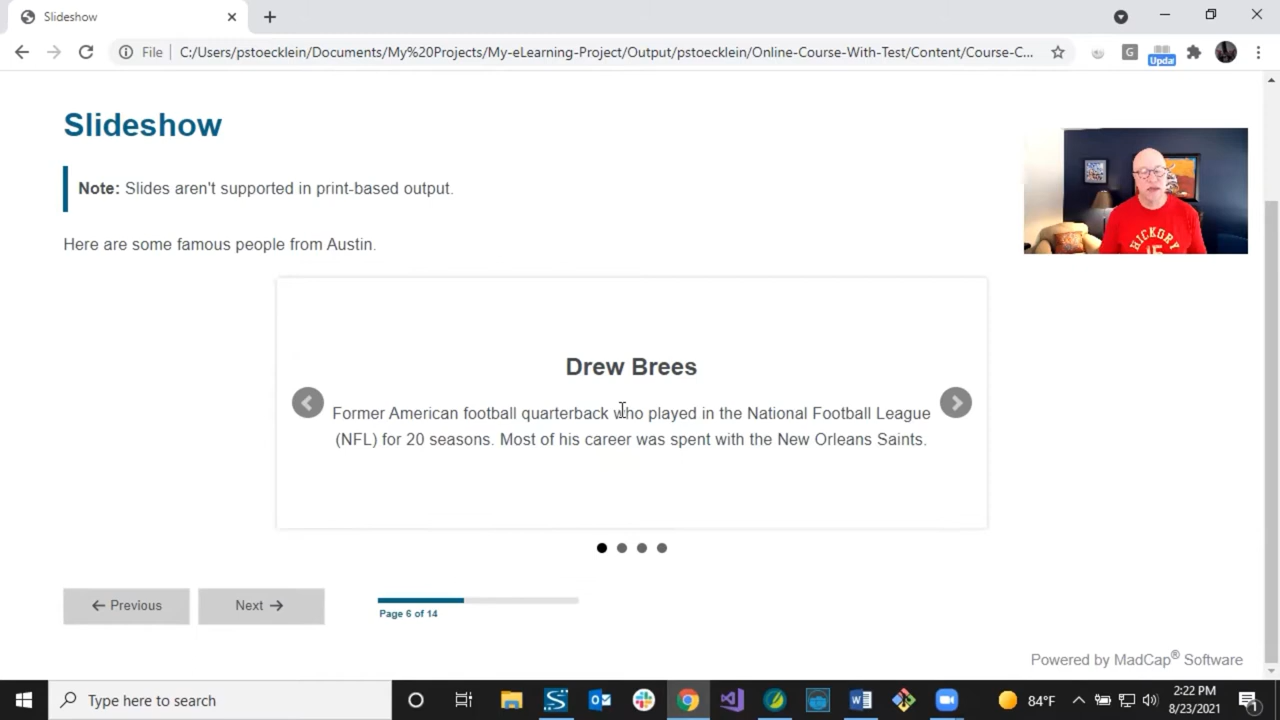 Slideshow
File
C:/Users/pstoecklein/Documents/My%20Projects/My-eLearning-Project/Output/pstoecklein/Online-Course-With-Test/Content/Course-C...
G
Updat
Slideshow
Note: Slides aren't supported in print-based output.
Here are some famous people from Austin.
HICKORY
15
Drew Brees
Former American football quarterback who played in the National Football League
(NFL) for 20 seasons. Most of his career was spent with the New Orleans Saints.
← Previous
Next →
Page 6 of 14
Powered by MadCap® Software
Type here to search
84°F
2:22 PM
8/23/2021
1